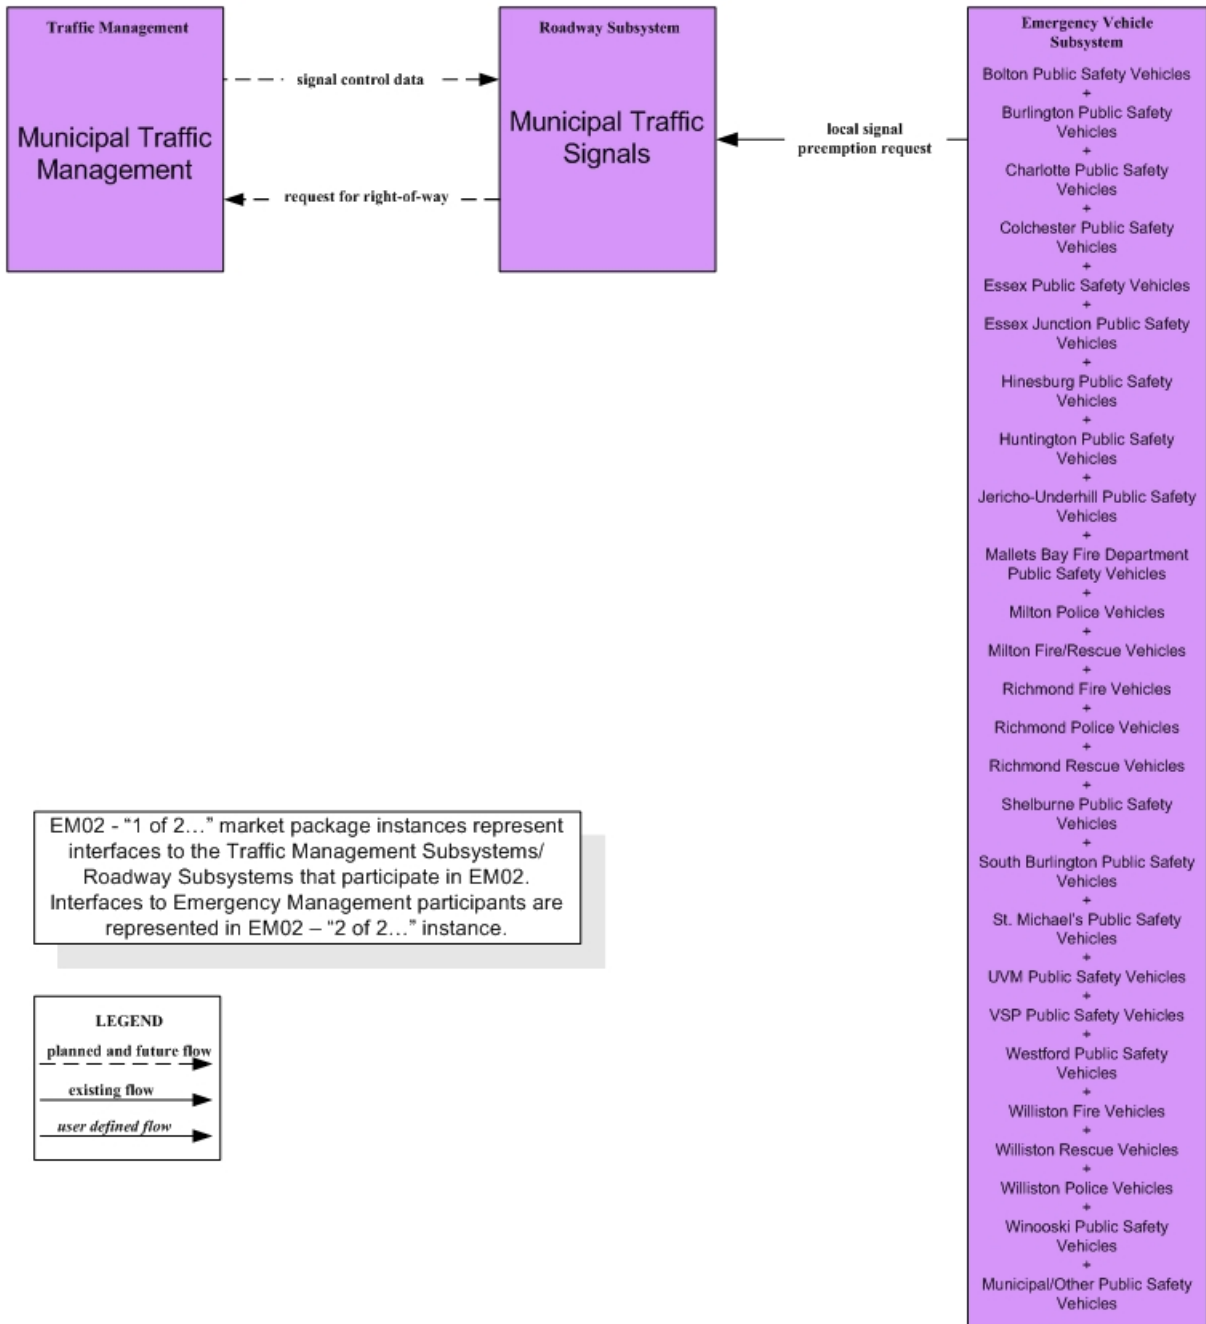 Traffic Management
Municipal Traffic
Management
signal control data
request for right-of-way
Roadway Subsystem
Municipal Traffic
Signals
local signal
preemption request
Emergency Vehicle
Subsystem
Bolton Public Safety Vehicles
+
Burlington Public Safety
Vehicles
+
Charlotte Public Safety
Vehicles
+
Colchester Public Safety
Vehicles
+
Essex Public Safety Vehicles
+
Essex Junction Public Safety
Vehicles
+
Hinesburg Public Safety
Vehicles
+
Huntington Public Safety
Vehicles
+
Jericho-Underhill Public Safety
Vehicles
+
Mallets Bay Fire Department
Public Safety Vehicles
+
Milton Police Vehicles
+
Milton Fire/Rescue Vehicles
+
Richmond Fire Vehicles
+
Richmond Police Vehicles
+
Richmond Rescue Vehicles
+
Shelburne Public Safety
Vehicles
+
South Burlington Public Safety
Vehicles
+
St. Michael's Public Safety
Vehicles
+
UVM Public Safety Vehicles
+
VSP Public Safety Vehicles
+
Westford Public Safety
Vehicles
+
Williston Fire Vehicles
+
Williston Rescue Vehicles
+
Williston Police Vehicles
+
Winooski Public Safety
Vehicles
+
Municipal/Other Public Safety
Vehicles
EM02 - “1 of 2…” market package instances represent
interfaces to the Traffic Management Subsystems/
Roadway Subsystems that participate in EM02.
Interfaces to Emergency Management participants are
represented in EM02 – “2 of 2…” instance.
LEGEND
planned and future flow
existing flow
user defined flow